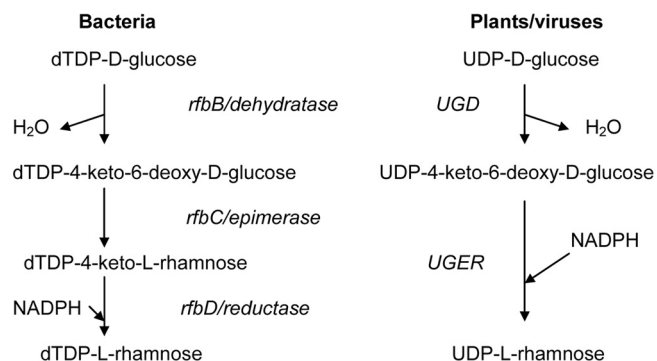 Bacteria
dTDP-D-glucose
rfbB/dehydratase
H₂O
dTDP-4-keto-6-deoxy-D-glucose
rfbC/epimerase
dTDP-4-keto-L-rhamnose
NADPH
rfbD/reductase
dTDP-L-rhamnose
Plants/viruses
UDP-D-glucose
UGD
H₂O
UDP-4-keto-6-deoxy-D-glucose
NADPH
UGER
UDP-L-rhamnose